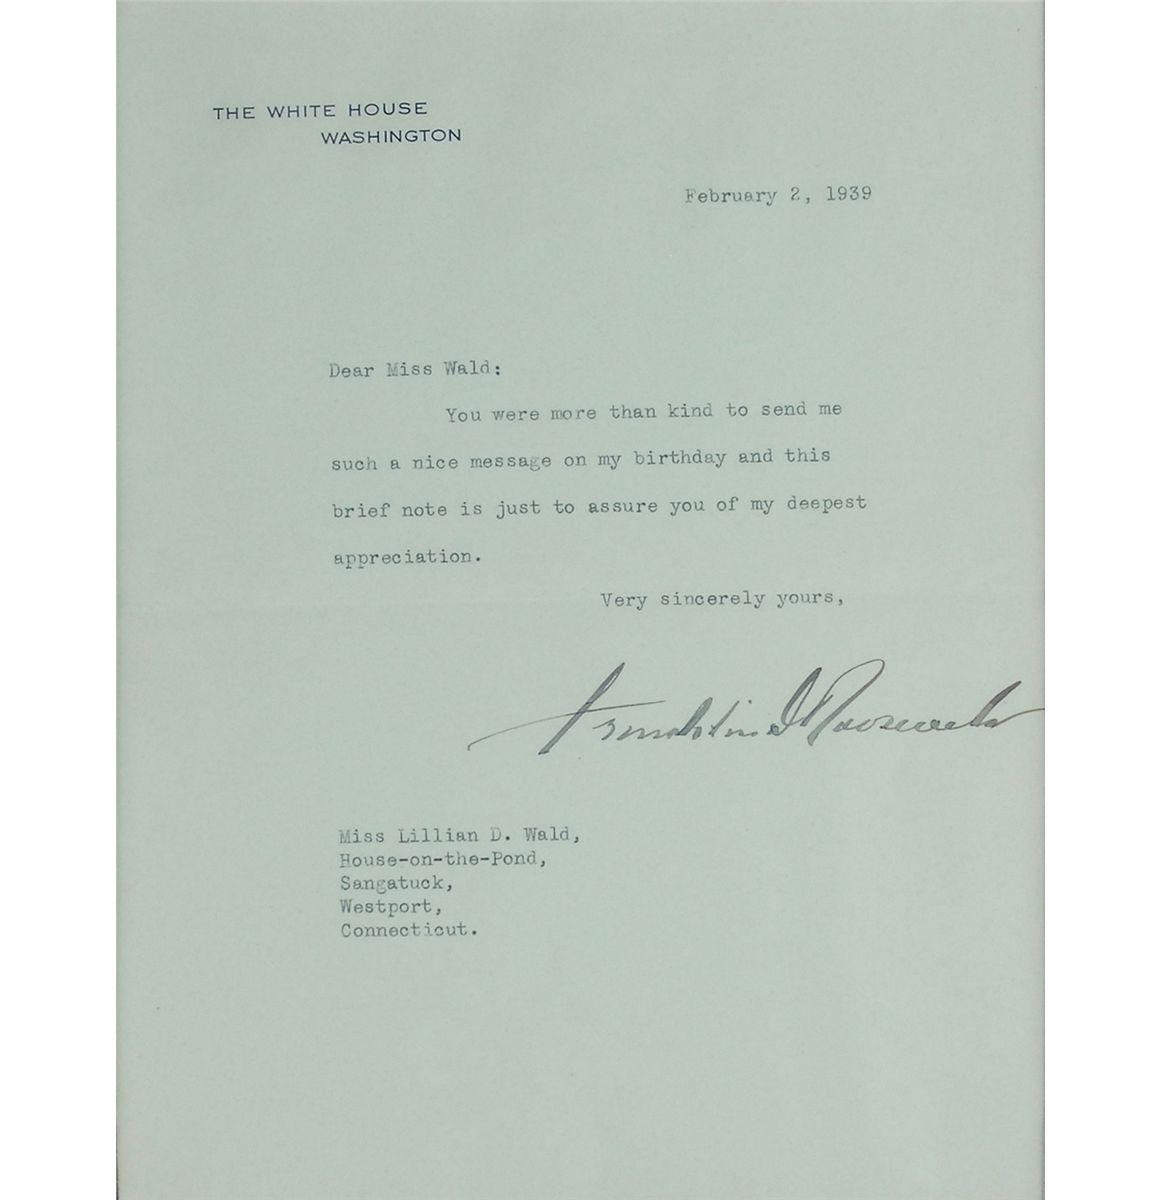 THE WHITE HOUSE
WASHINGTON
February 2, 1939
Dear Miss Wald:
You were more than kind to send me
such a nice message on my birthday and this
brief note is just to assure you of my deepest
appreciation.
Very sincerely yours,
Franklin D Roosevelt
Miss Lillian D. Wald,
House-on-the-Pond,
Sangatuck,
Westport,
Connecticut.